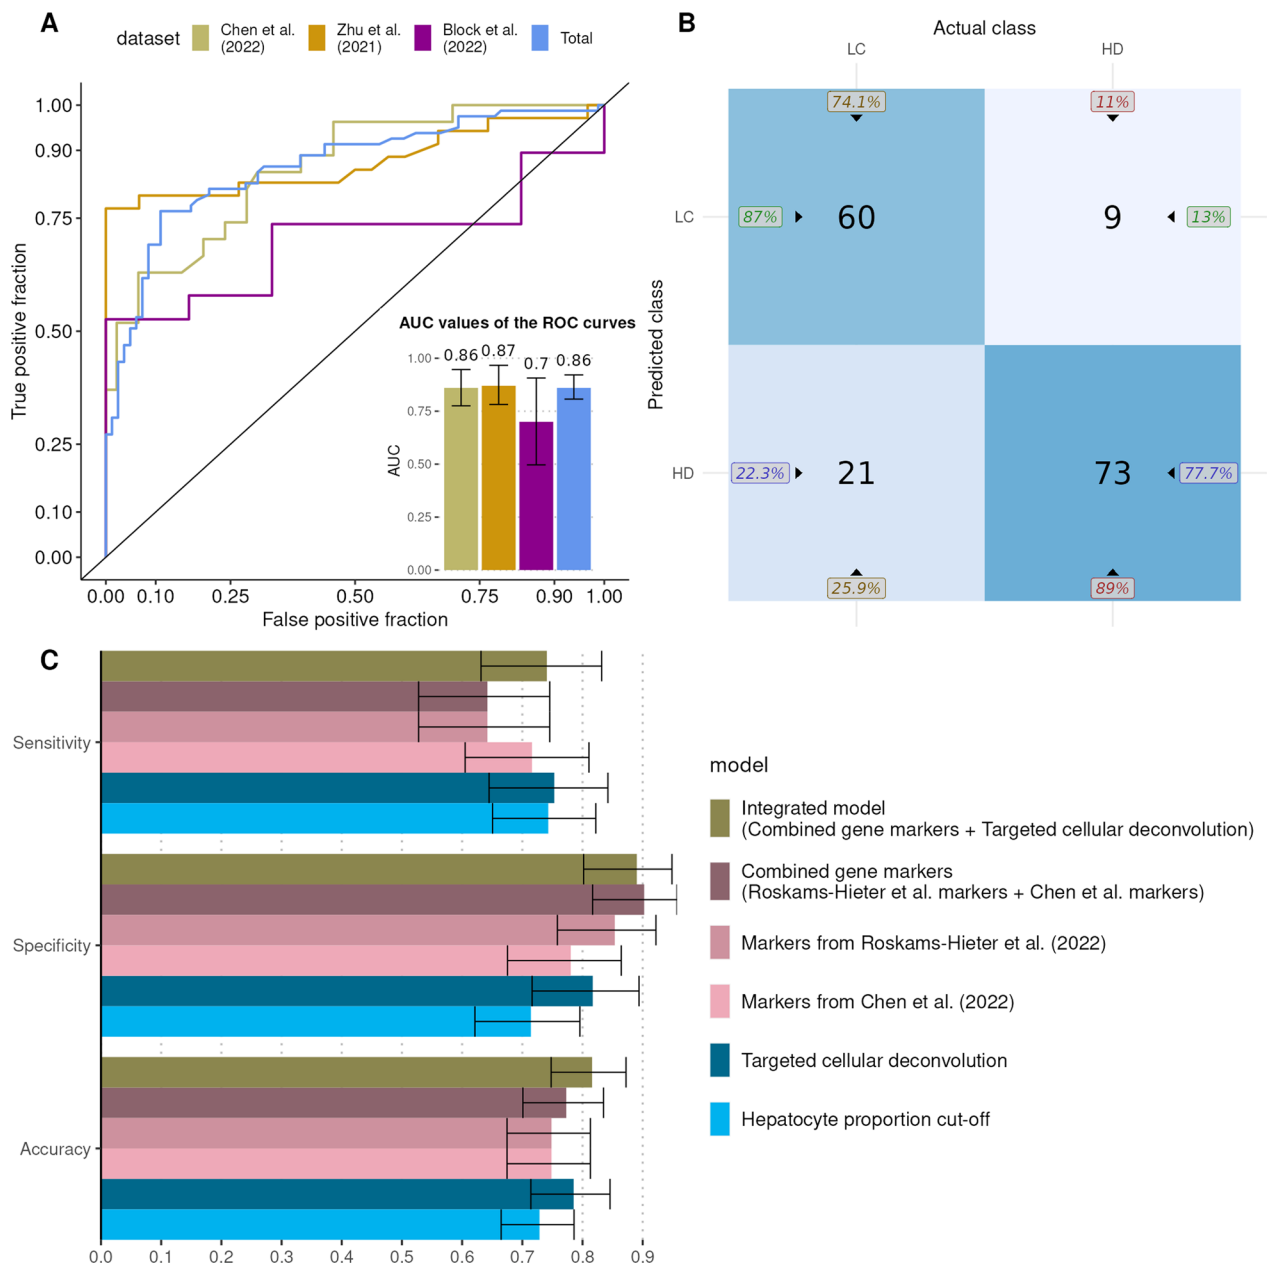 A
dataset
Chen et al.
(2022)
Zhu et al.
(2021)
Block et al.
(2022)
Total
True positive fraction
1.00
0.90
0.75
0.50
0.25
0.10
0.00
0.00 0.10 0.25 0.50 0.75 0.90 1.00
False positive fraction
AUC values of the ROC curves
AUC
1.00
0.75
0.50
0.25
0.00
0.86 0.87 0.7 0.86
B
Actual class
LC HD
Predicted class
74.1% 11%
LC 87% 60 9 13%
HD 22.3% 21 73 77.7%
25.9% 89%
C
Sensitivity
Specificity
Accuracy
0.0 0.1 0.2 0.3 0.4 0.5 0.6 0.7 0.8 0.9
model
Integrated model
(Combined gene markers + Targeted cellular deconvolution)
Combined gene markers
(Roskams-Hieter et al. markers + Chen et al. markers)
Markers from Roskams-Hieter et al. (2022)
Markers from Chen et al. (2022)
Targeted cellular deconvolution
Hepatocyte proportion cut-off